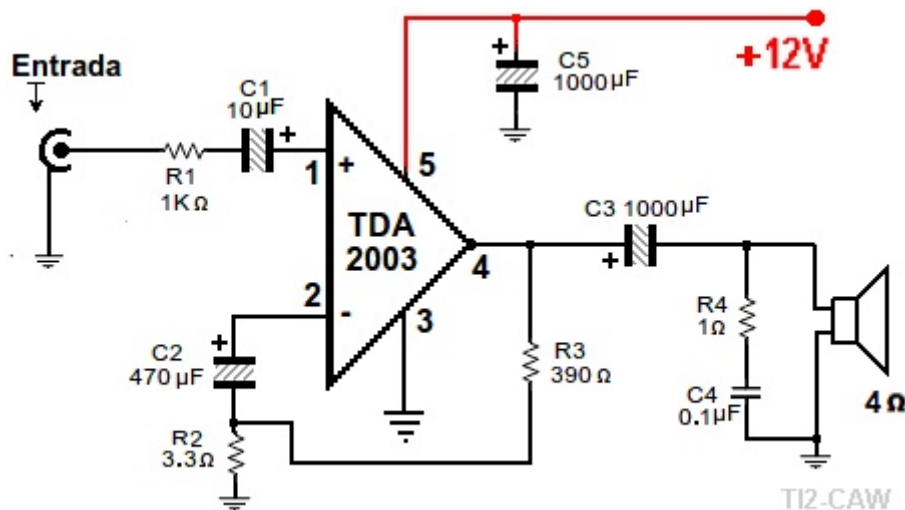 Entrada
C1
10µF
R1
1KΩ
+
1
+
TDA
2003
2
-
3
4
5
+
C5
1000µF
+12V
C3 1000µF
+
R4
1Ω
C4
0.1µF
4Ω
R3
390Ω
+
C2
470µF
R2
3.3Ω
TI2-CAW